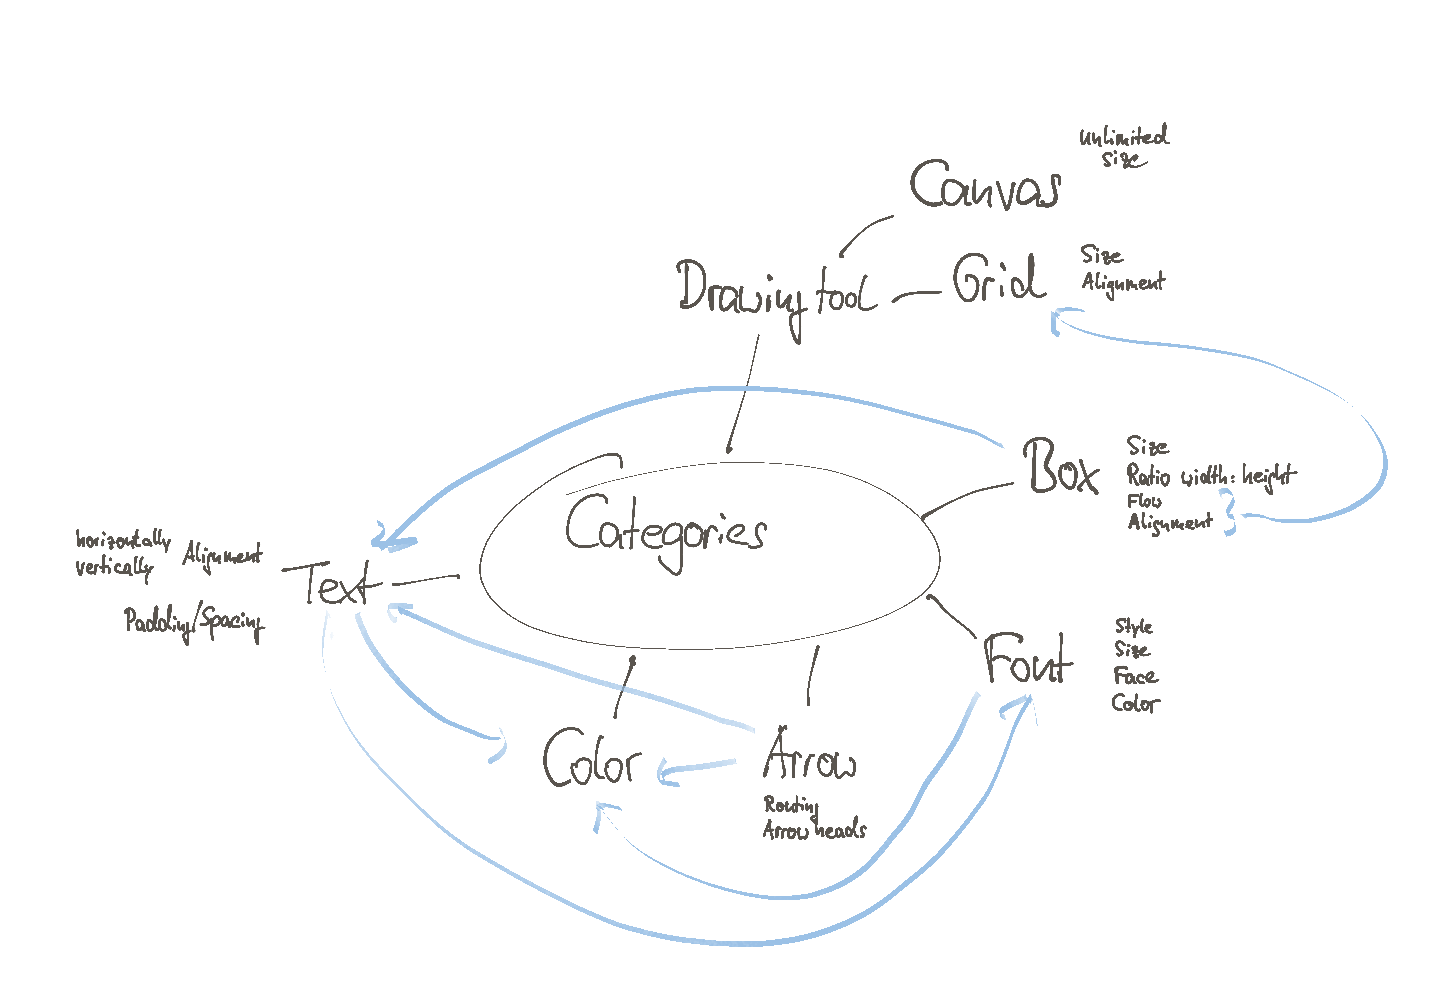 unlimited
size
Canvas
Drawing tool
Grid
Size
Alignment
Box
Size
Ratio width:height
Flow
Alignment
Categories
horizontally
vertically
Alignment
Text
Padding/Spacing
Font
Style
Size
Face
Color
Color
Arrow
Routing
Arrow heads